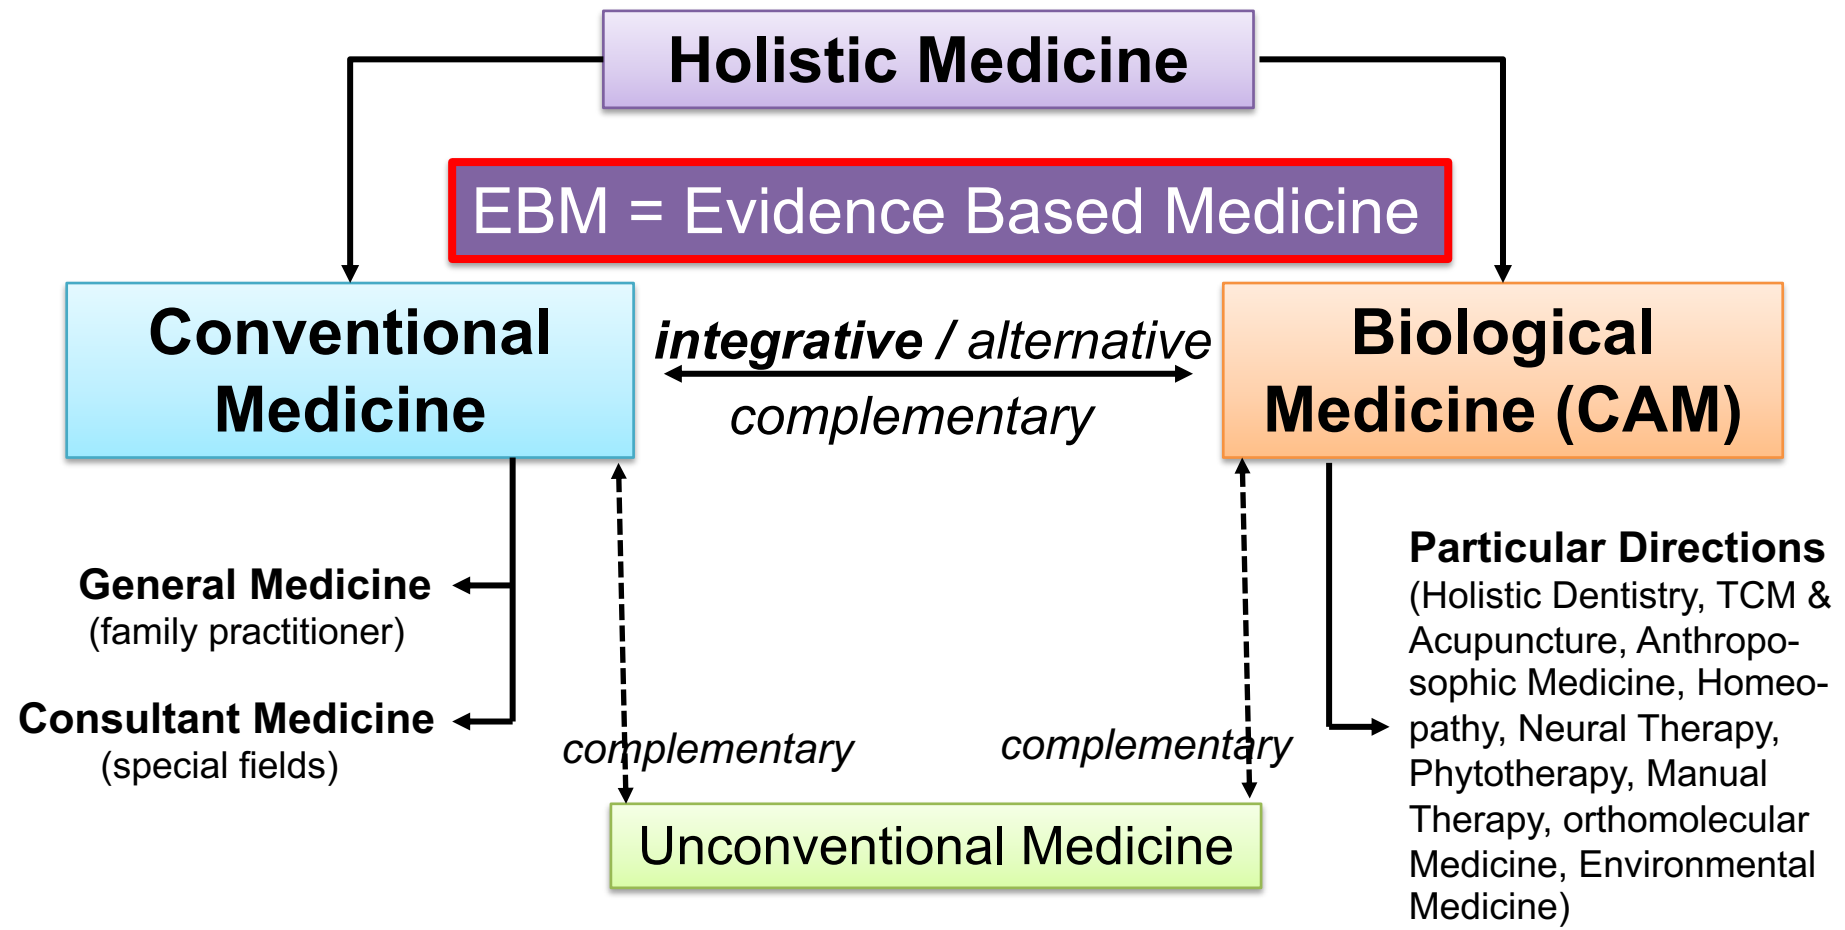 Holistic Medicine
EBM = Evidence Based Medicine
Conventional
Medicine
integrative / alternative
complementary
Biological
Medicine (CAM)
General Medicine
(family practitioner)
Consultant Medicine
(special fields)
complementary
complementary
Unconventional Medicine
Particular Directions
(Holistic Dentistry, TCM &
Acupuncture, Anthropo-
sophic Medicine, Homeo-
pathy, Neural Therapy,
Phytotherapy, Manual
Therapy, orthomolecular
Medicine, Environmental
Medicine)